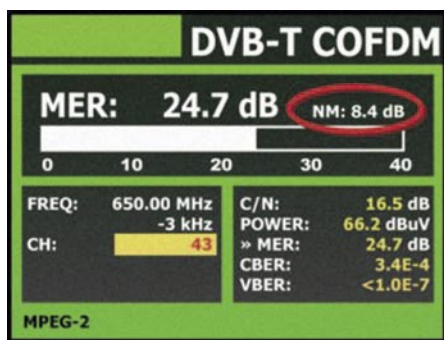 DVB-T COFDM
MER: 24.7 dB NM: 8.4 dB
0 10 20 30 40
FREQ: 650.00 MHz
-3 kHz
CH: 43
C/N: 16.5 dB
POWER: 66.2 dBuV
» MER: 24.7 dB
CBER: 3.4E-4
VBER: <1.0E-7
MPEG-2